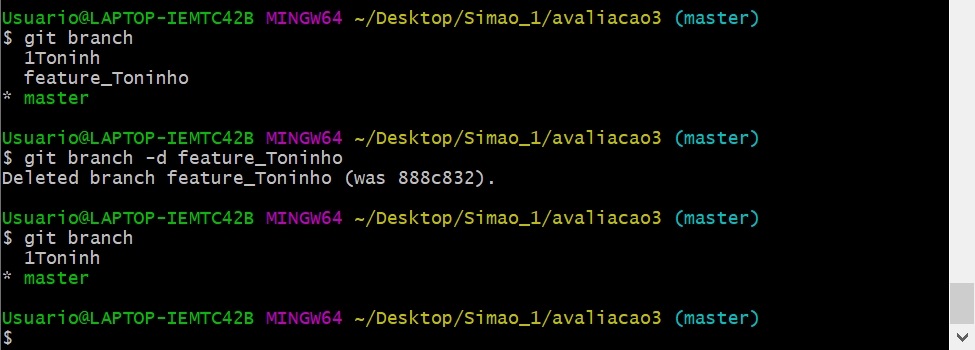 Usuario@LAPTOP-IEMTC42B MINGW64 ~/Desktop/Simao_1/avaliacao3 (master)
$ git branch
  1Toninh
  feature_Toninho
* master
Usuario@LAPTOP-IEMTC42B MINGW64 ~/Desktop/Simao_1/avaliacao3 (master)
$ git branch -d feature_Toninho
Deleted branch feature_Toninho (was 888c832).
Usuario@LAPTOP-IEMTC42B MINGW64 ~/Desktop/Simao_1/avaliacao3 (master)
$ git branch
  1Toninh
* master
Usuario@LAPTOP-IEMTC42B MINGW64 ~/Desktop/Simao_1/avaliacao3 (master)
$